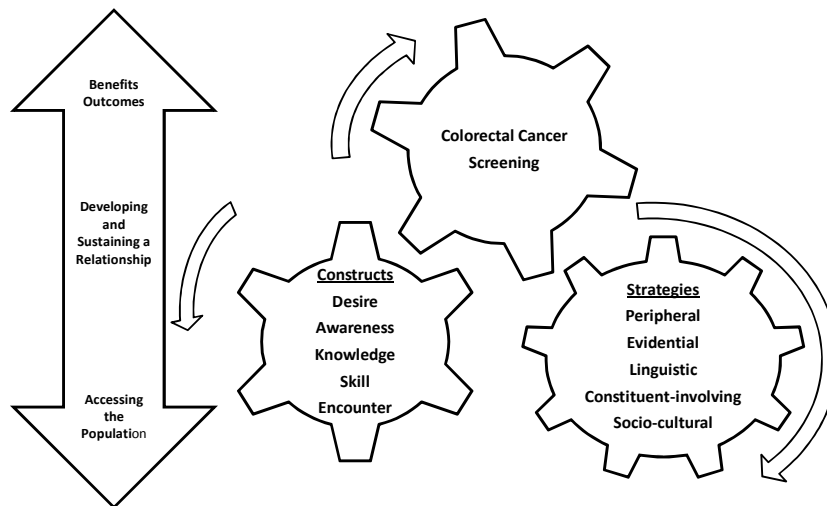 Benefits
Outcomes
Developing
and
Sustaining a
Relationship
Accessing
the
Population
Colorectal Cancer
Screening
Constructs
Desire
Awareness
Knowledge
Skill
Encounter
Strategies
Peripheral
Evidential
Linguistic
Constituent-involving
Socio-cultural